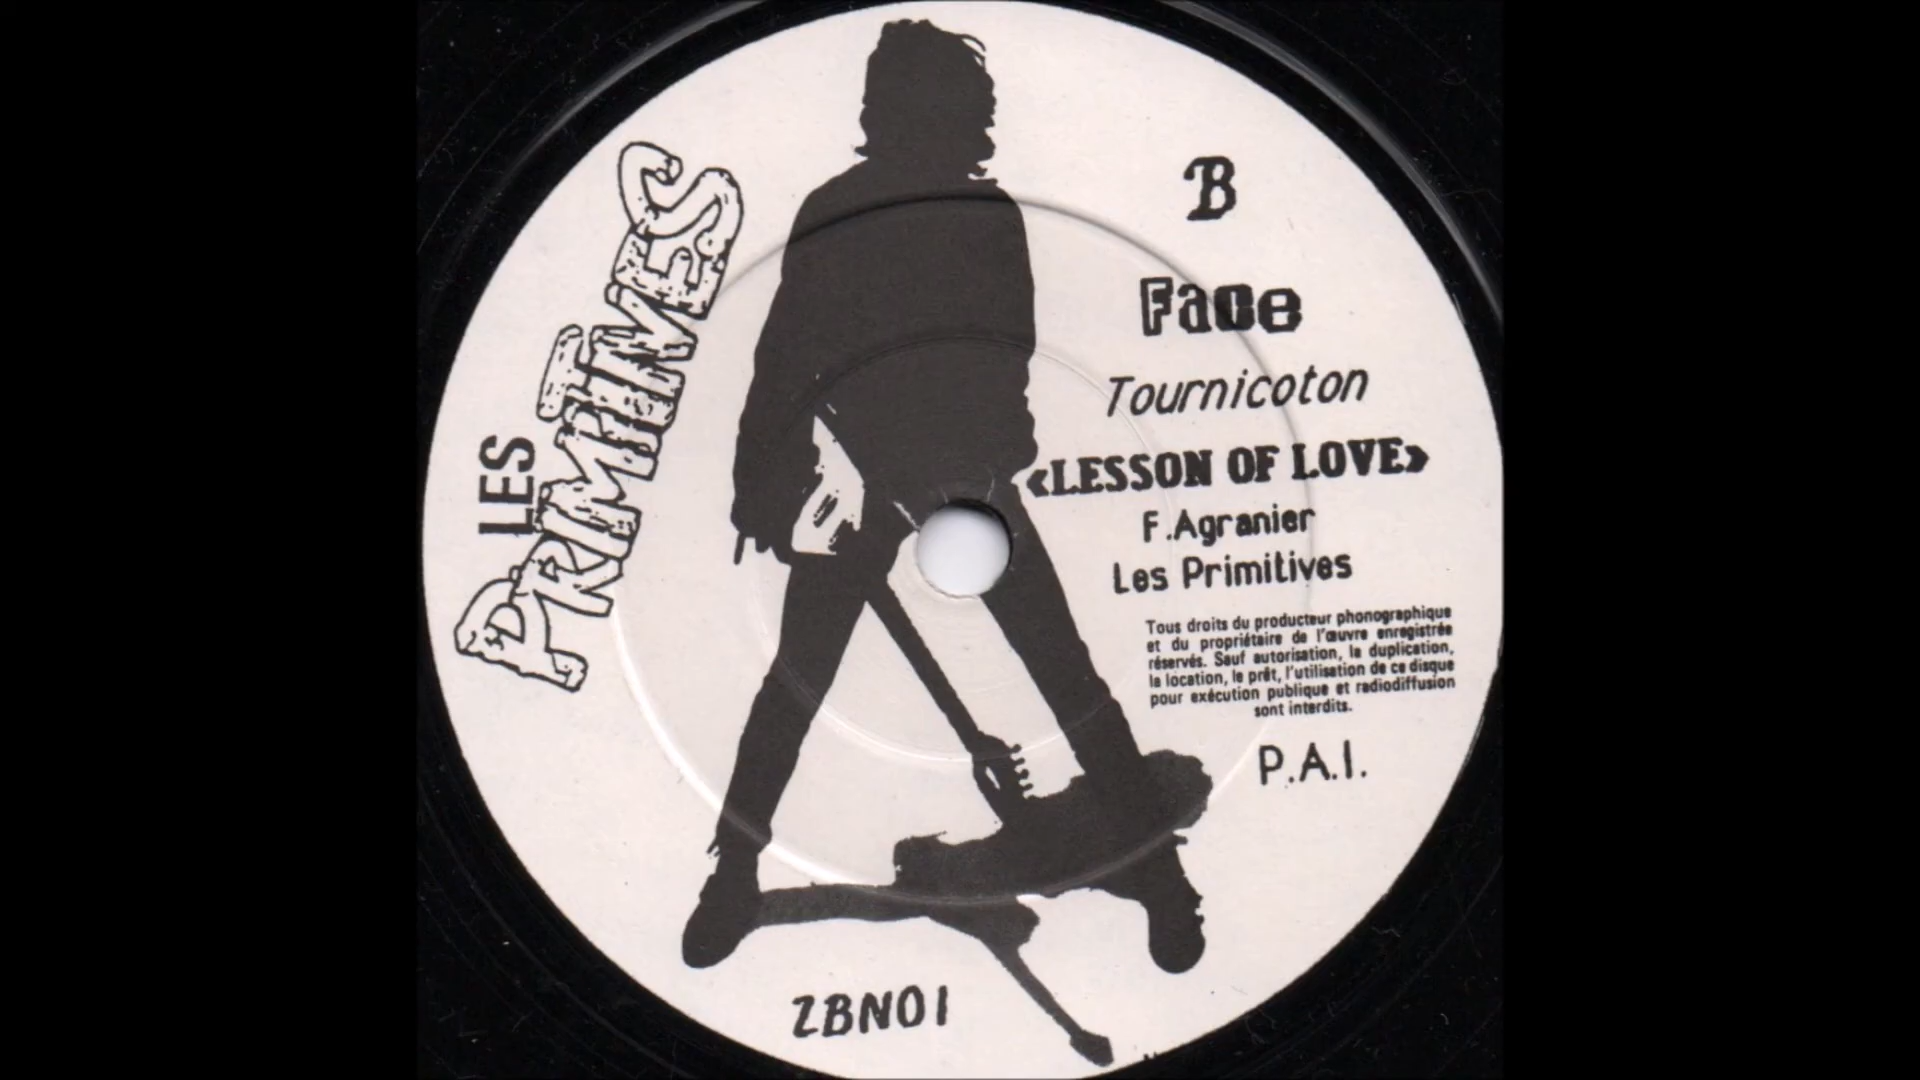 LES
PRIMITIVES
B
Face
Tournicoton
«LESSON OF LOVE»
F.Agranier
Les Primitives
Tous droits du producteur phonographique
et du propriétaire de l'œuvre enregistrée
réservés. Sauf autorisation, la duplication,
la location, le prêt, l'utilisation de ce disque
pour exécution publique et radiodiffusion
sont interdits.
P.A.I.
ZBN01